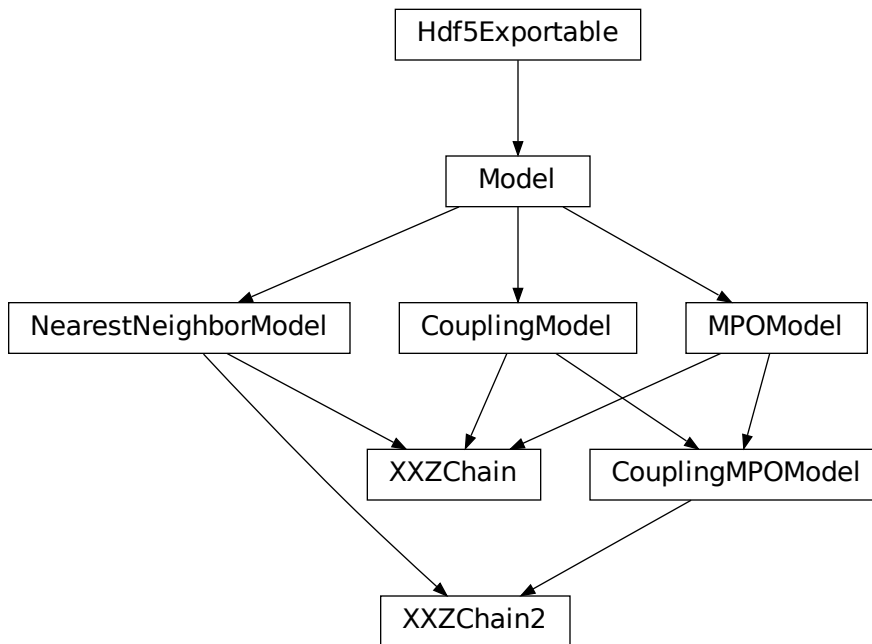 Hdf5Exportable
Model
NearestNeighborModel
CouplingModel
MPOModel
XXZChain
CouplingMPOModel
XXZChain2